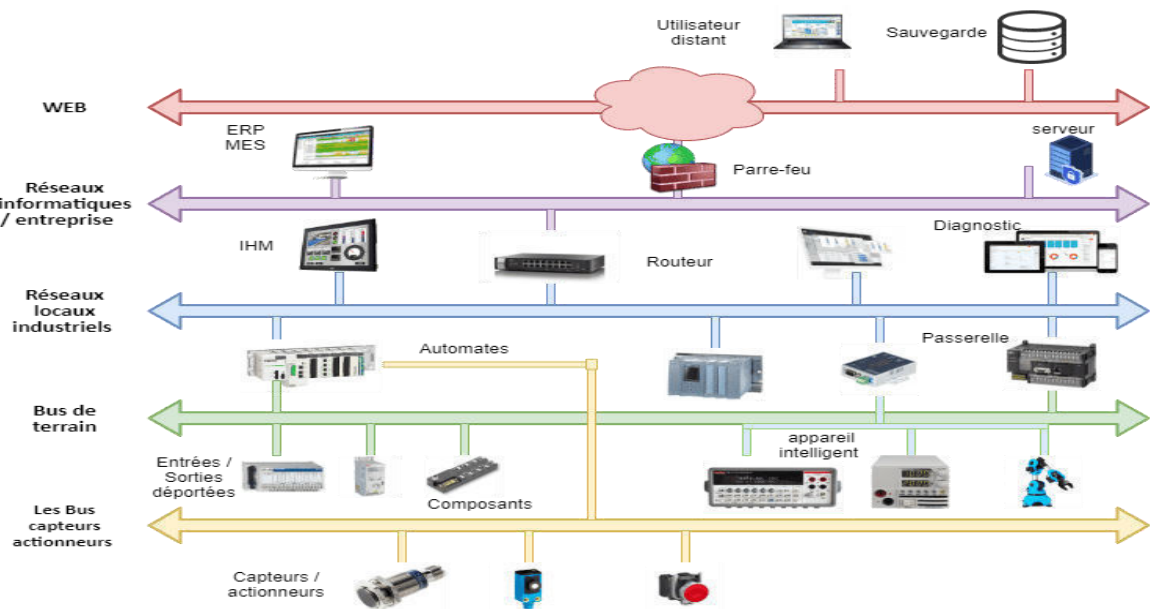 Utilisateur
distant
Sauvegarde
WEB
ERP
MES
Parre-feu
serveur
Réseaux
informatiques
/ entreprise
IHM
Routeur
Diagnostic
Réseaux
locaux
industriels
Automates
Passerelle
Bus de
terrain
Entrées /
Sorties
déportées
Composants
appareil
intelligent
Les Bus
capteurs
actionneurs
Capteurs /
actionneurs